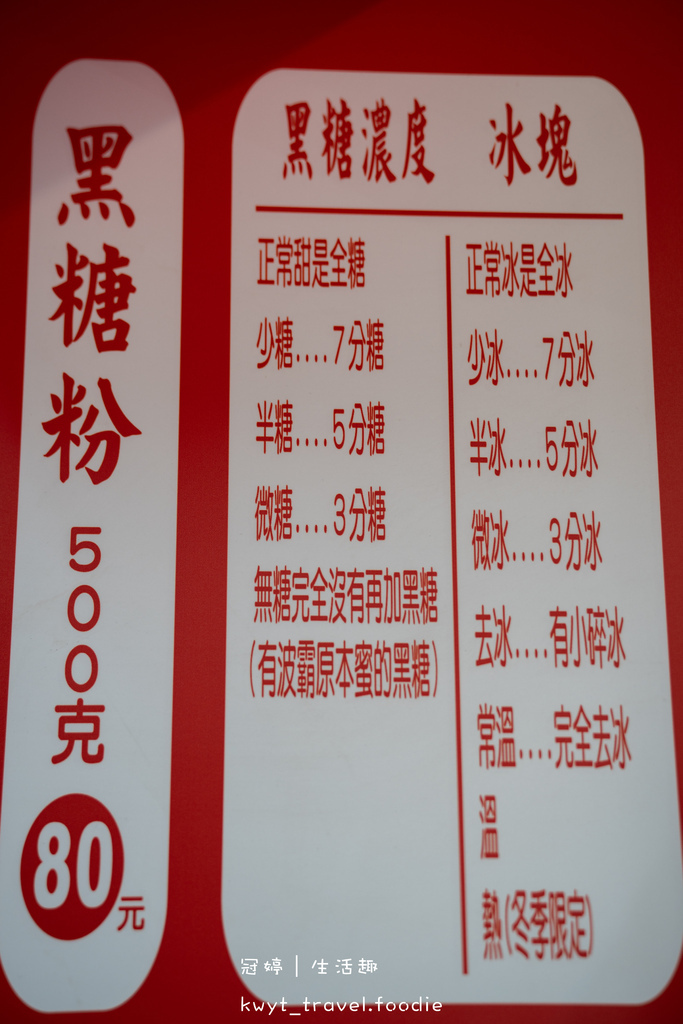 黑糖粉
500克
80元
黑糖濃度 冰塊
正常甜是全糖
少糖....7分糖
半糖....5分糖
微糖....3分糖
無糖完全沒有再加黑糖
(有波霸原本蜜的黑糖)
正常冰是全冰
少冰....7分冰
半冰....5分冰
微冰....3分冰
去冰....有小碎冰
常溫....完全去冰
溫
熱(冬季限定)
冠婷｜生活趣
kwyt_travel.foodie